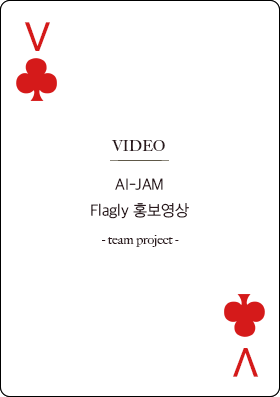 V
VIDEO
AI-JAM
Flagly 홍보영상
- team project -
V